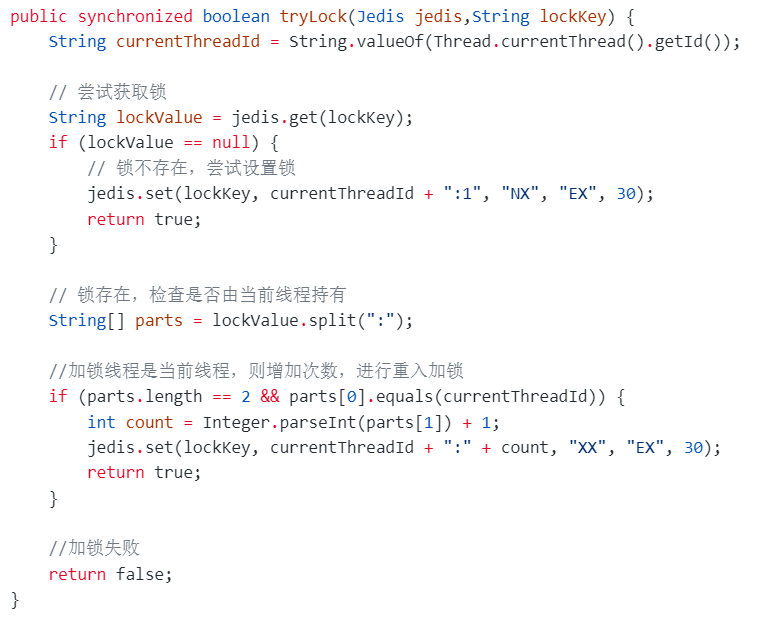 public synchronized boolean tryLock(Jedis jedis,String lockKey) {
    String currentThreadId = String.valueOf(Thread.currentThread().getId());

    // 尝试获取锁
    String lockValue = jedis.get(lockKey);
    if (lockValue == null) {
        // 锁不存在，尝试设置锁
        jedis.set(lockKey, currentThreadId + ":1", "NX", "EX", 30);
        return true;
    }

    // 锁存在，检查是否由当前线程持有
    String[] parts = lockValue.split(":");

    //加锁线程是当前线程，则增加次数，进行重入加锁
    if (parts.length == 2 && parts[0].equals(currentThreadId)) {
        int count = Integer.parseInt(parts[1]) + 1;
        jedis.set(lockKey, currentThreadId + ":" + count, "XX", "EX", 30);
        return true;
    }

    //加锁失败
    return false;
}